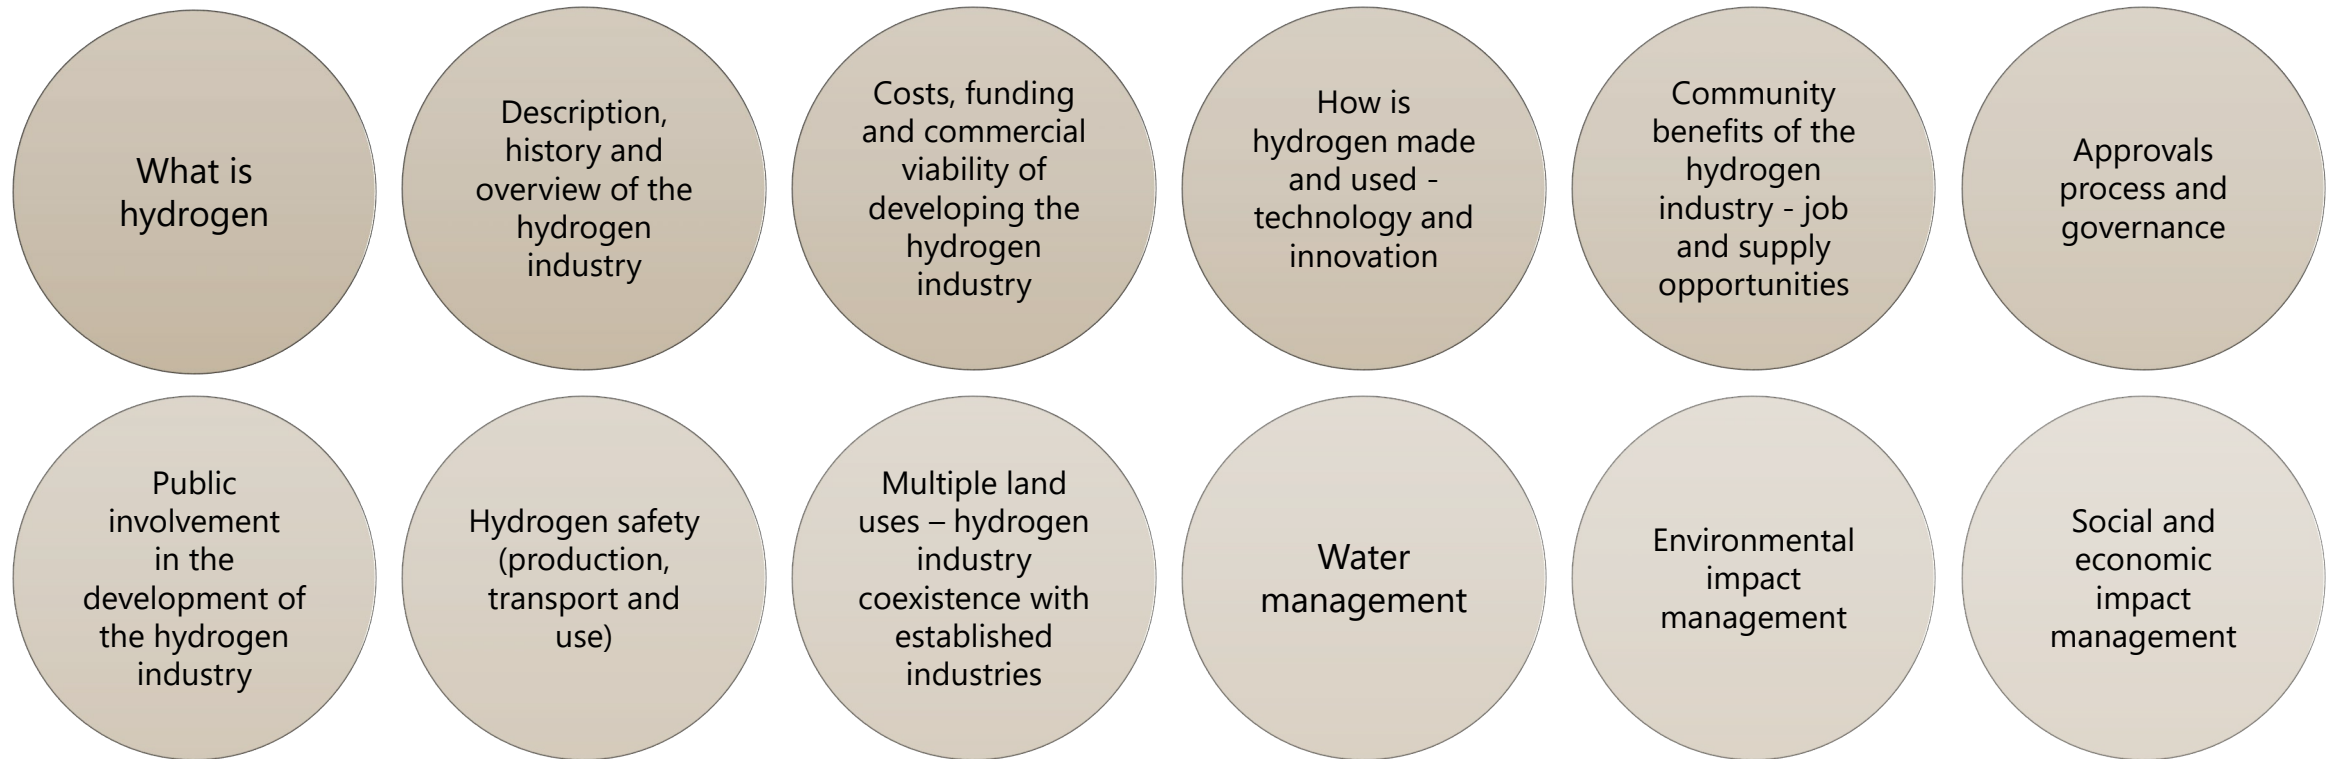 What is
hydrogen
Description,
history and
overview of the
hydrogen
industry
Costs, funding
and commercial
viability of
developing the
hydrogen
industry
How is
hydrogen made
and used -
technology and
innovation
Community
benefits of the
hydrogen
industry - job
and supply
opportunities
Approvals
process and
governance
Public
involvement
in the
development of
the hydrogen
industry
Hydrogen safety
(production,
transport and
use)
Multiple land
uses – hydrogen
industry
coexistence with
established
industries
Water
management
Environmental
impact
management
Social and
economic
impact
management